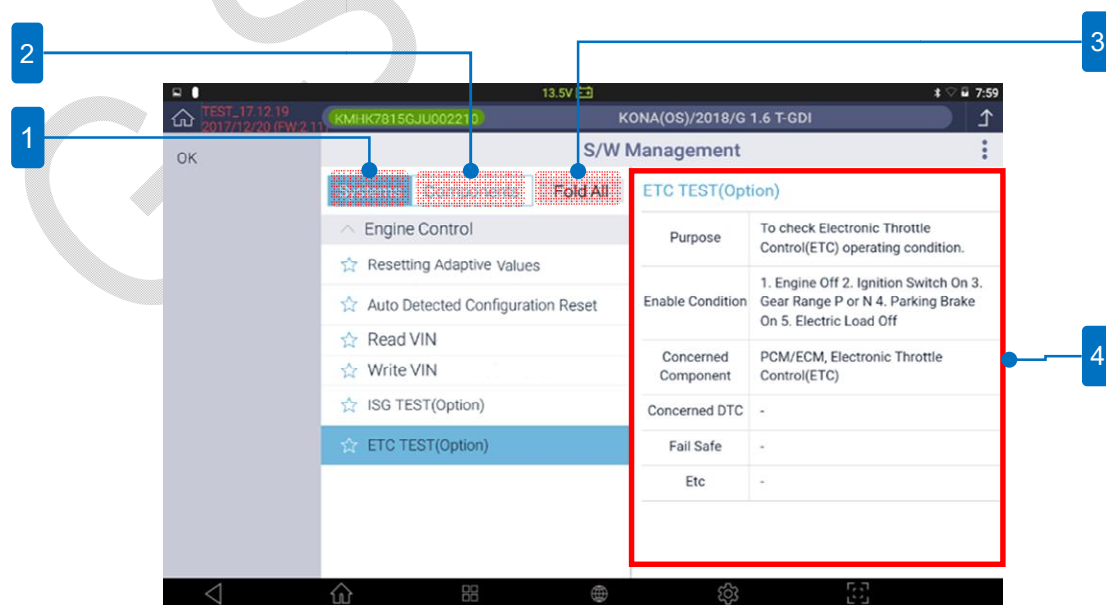 2
3
1
4
13.5V
7:59
TEST_17.12.19
2017/12/20 (FW:2.11)
KMHK7815GJU002210
KONA(OS)/2018/G 1.6 T-GDI
OK
S/W Management
Systems
Components
Fold All
Engine Control
Resetting Adaptive Values
Auto Detected Configuration Reset
Read VIN
Write VIN
ISG TEST(Option)
ETC TEST(Option)
ETC TEST(Option)
Purpose
To check Electronic Throttle
Control(ETC) operating condition.
Enable Condition
1. Engine Off 2. Ignition Switch On 3.
Gear Range P or N 4. Parking Brake
On 5. Electric Load Off
Concerned
Component
PCM/ECM, Electronic Throttle
Control(ETC)
Concerned DTC
-
Fail Safe
-
Etc
-